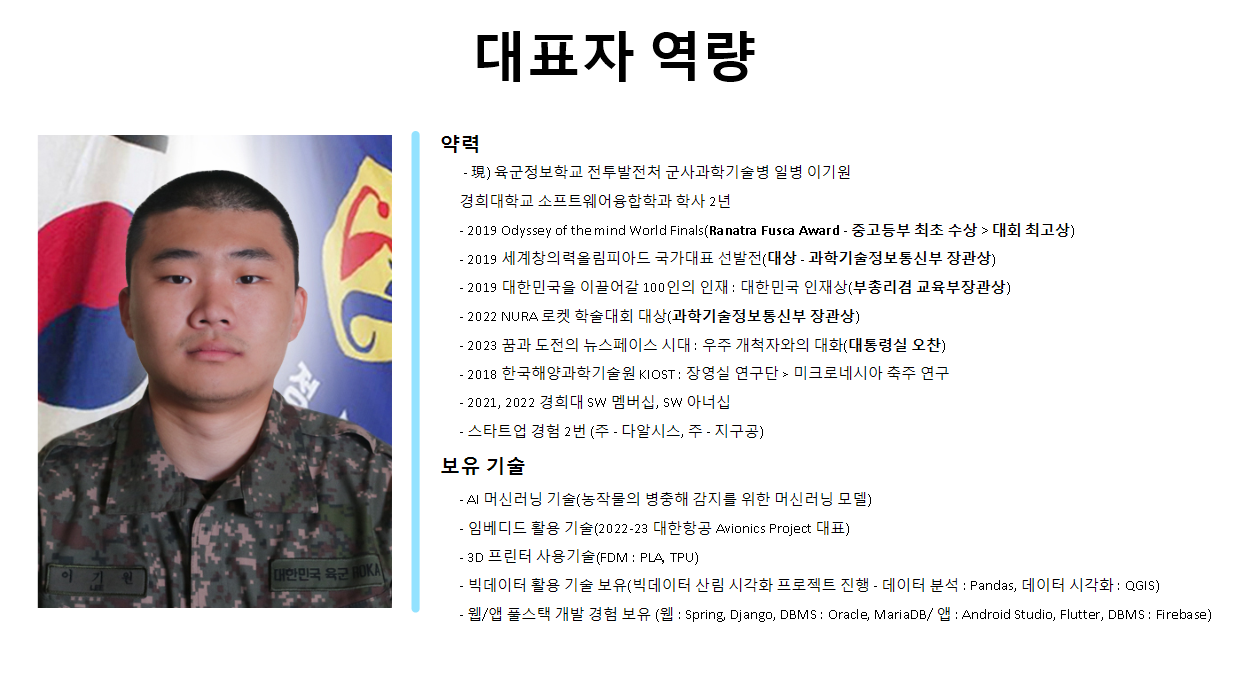 대표자 역량
약력
- 現) 육군정보학교 전투발전처 군사과학기술병 일병 이기원
경희대학교 소프트웨어융합학과 학사 2년
- 2019 Odyssey of the mind World Finals(Ranatra Fusca Award - 중고등부 최초 수상 > 대회 최고상)
- 2019 세계창의력올림피아드 국가대표 선발전(대상 - 과학기술정보통신부 장관상)
- 2019 대한민국을 이끌어갈 100인의 인재 : 대한민국 인재상(부총리겸 교육부장관상)
- 2022 NURA 로켓 학술대회 대상(과학기술정보통신부 장관상)
- 2023 꿈과 도전의 뉴스페이스 시대 : 우주 개척자와의 대화(대통령실 오찬)
- 2018 한국해양과학기술원 KIOST : 장영실 연구단 > 미크로네시아 축주 연구
- 2021, 2022 경희대 SW 멤버십, SW 아너십
- 스타트업 경험 2번 (주 - 다알시스, 주 - 지구공)
보유 기술
- AI 머신러닝 기술(농작물의 병충해 감지를 위한 머신러닝 모델)
- 임베디드 활용 기술(2022-23 대한항공 Avionics Project 대표)
- 3D 프린터 사용기술(FDM : PLA, TPU)
- 빅데이터 활용 기술 보유(빅데이터 산림 시각화 프로젝트 진행 - 데이터 분석 : Pandas, 데이터 시각화 : QGIS)
- 웹/앱 풀스택 개발 경험 보유 (웹 : Spring, Django, DBMS : Oracle, MariaDB/ 앱 : Android Studio, Flutter, DBMS : Firebase)
정
이 기 원
LEE
대한민국 육군 ROKA